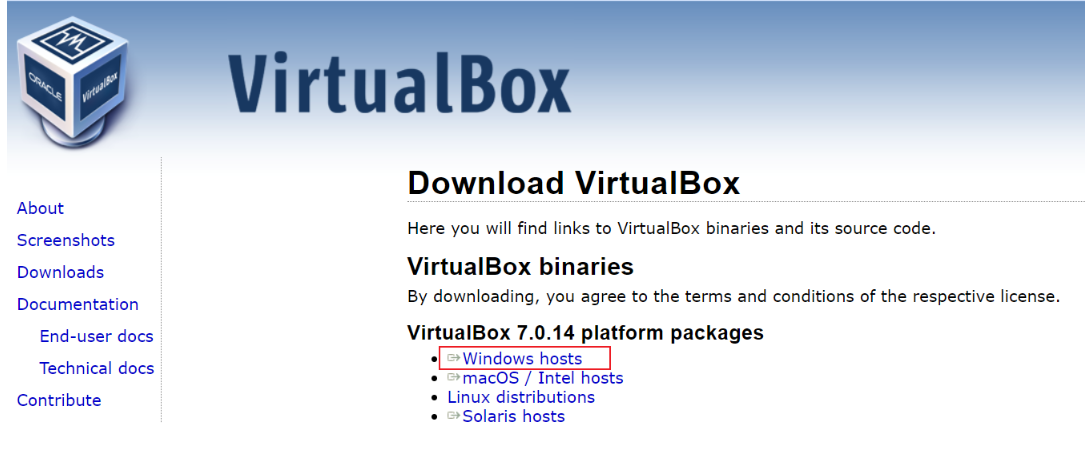 ORACLE
VirtualBox
VirtualBox
About
Screenshots
Downloads
Documentation
End-user docs
Technical docs
Contribute
Download VirtualBox
Here you will find links to VirtualBox binaries and its source code.
VirtualBox binaries
By downloading, you agree to the terms and conditions of the respective license.
VirtualBox 7.0.14 platform packages
Windows hosts
macOS / Intel hosts
Linux distributions
Solaris hosts